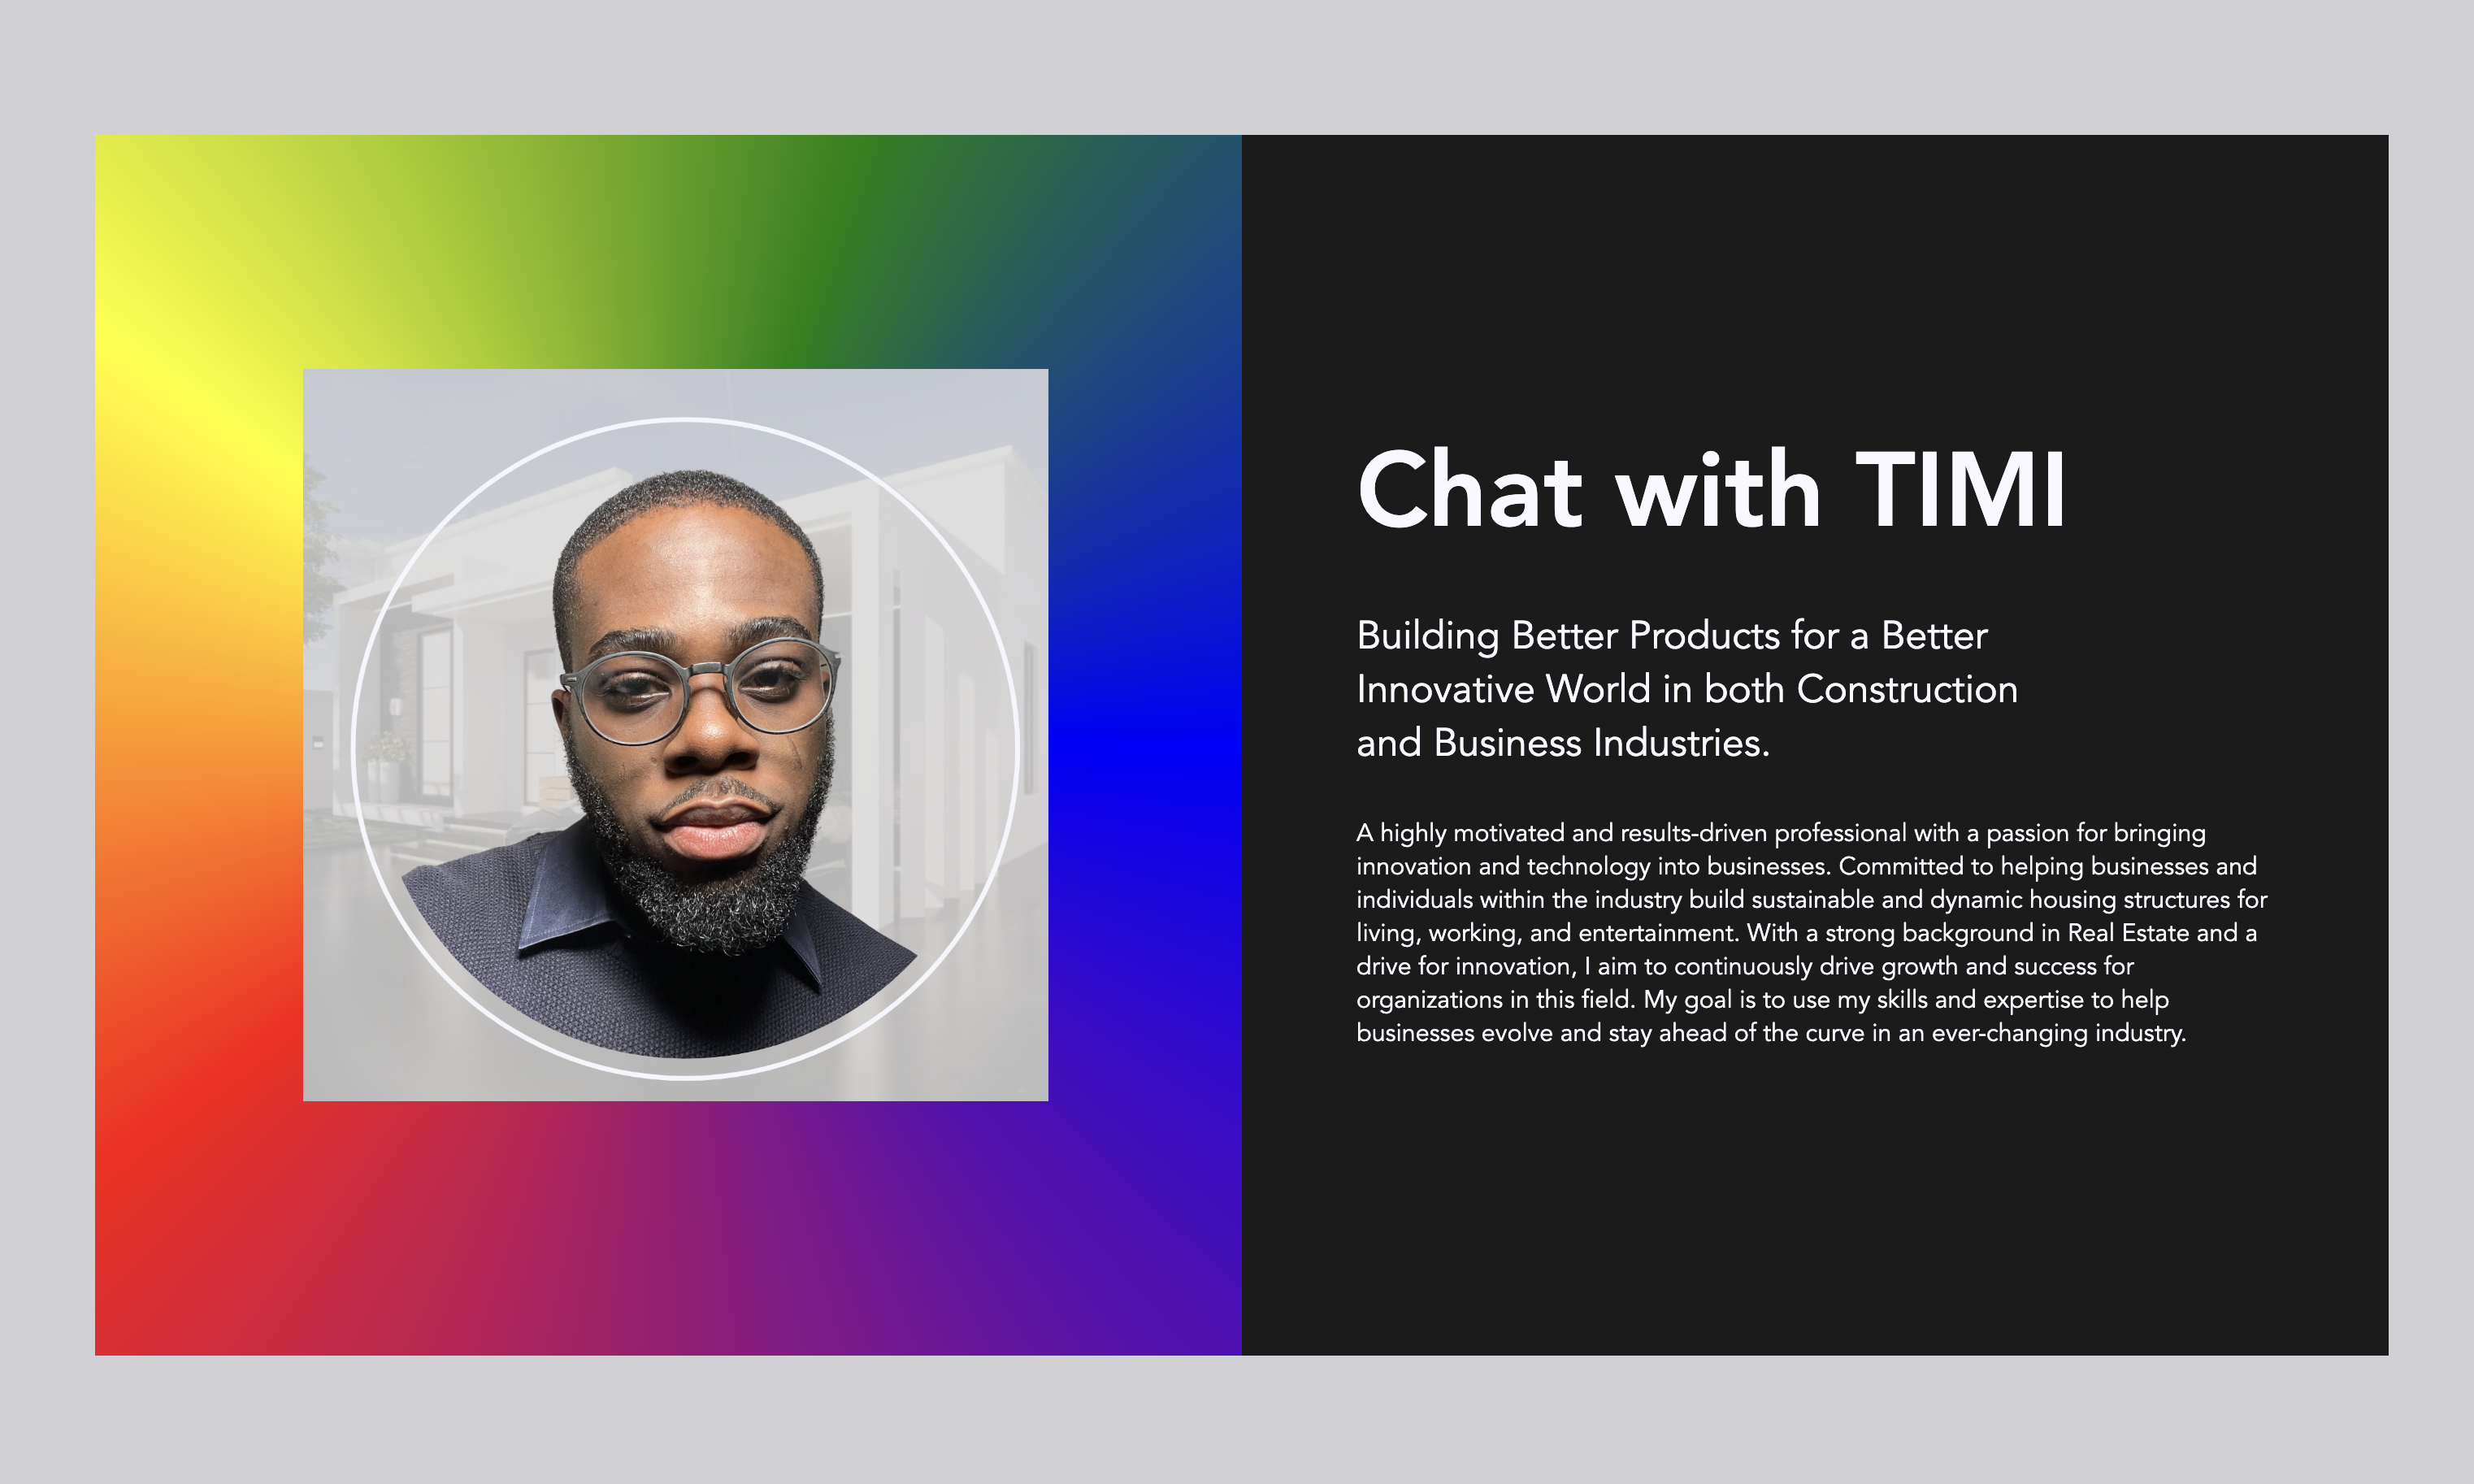 Chat with TIMI
Building Better Products for a Better
Innovative World in both Construction
and Business Industries.
A highly motivated and results-driven professional with a passion for bringing
innovation and technology into businesses. Committed to helping businesses and
individuals within the industry build sustainable and dynamic housing structures for
living, working, and entertainment. With a strong background in Real Estate and a
drive for innovation, I aim to continuously drive growth and success for
organizations in this field. My goal is to use my skills and expertise to help
businesses evolve and stay ahead of the curve in an ever-changing industry.